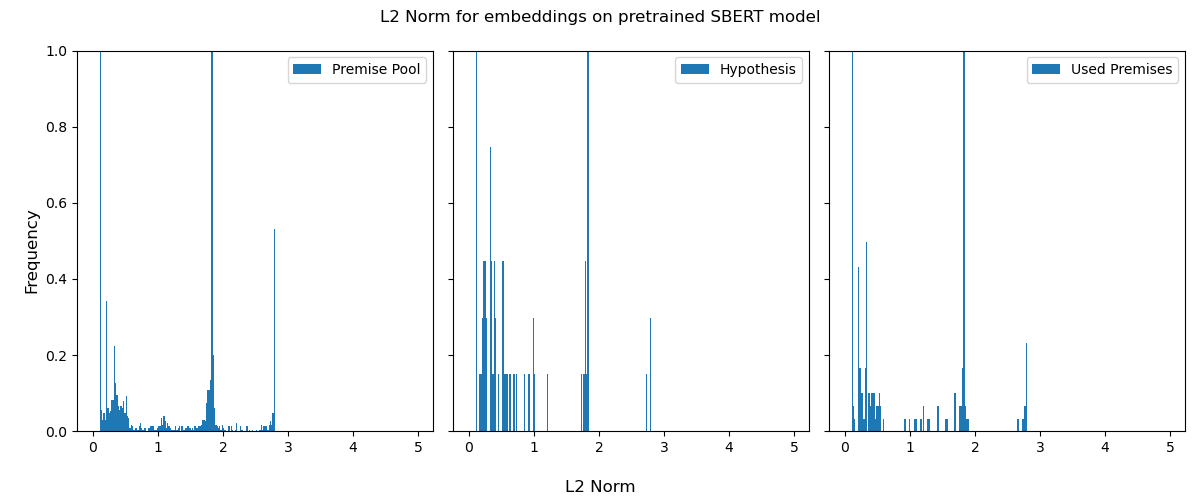 L2 Norm for embeddings on pretrained SBERT model
Premise Pool
Hypothesis
Used Premises
Frequency
1.0
0.8
0.6
0.4
0.2
0.0
0 1 2 3 4 5
0 1 2 3 4 5
0 1 2 3 4 5
L2 Norm